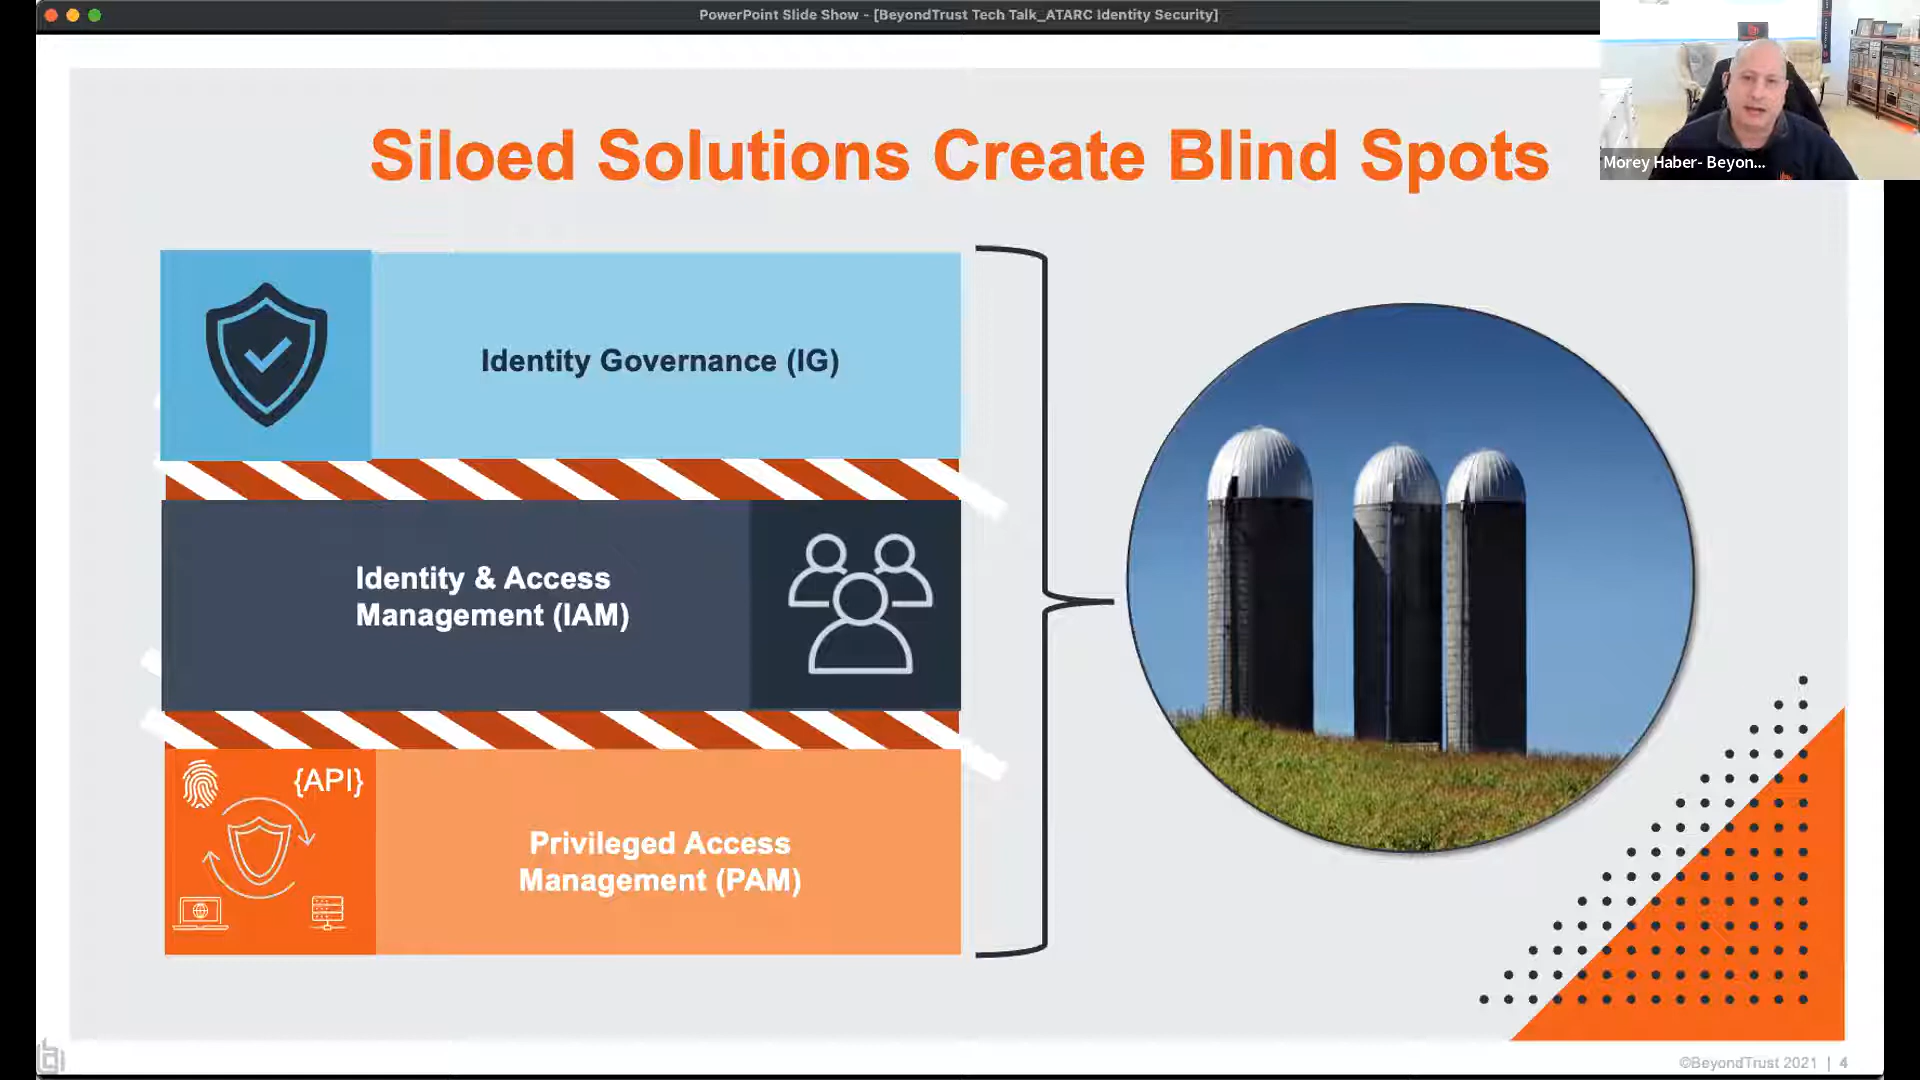 PowerPoint Slide Show - [BeyondTrust Tech Talk_ATARC Identity Security]
Morey Haber- Beyon...
Siloed Solutions Create Blind Spots
Identity Governance (IG)
Identity & Access
Management (IAM)
{API}
Privileged Access
Management (PAM)
©BeyondTrust 2021 | 4